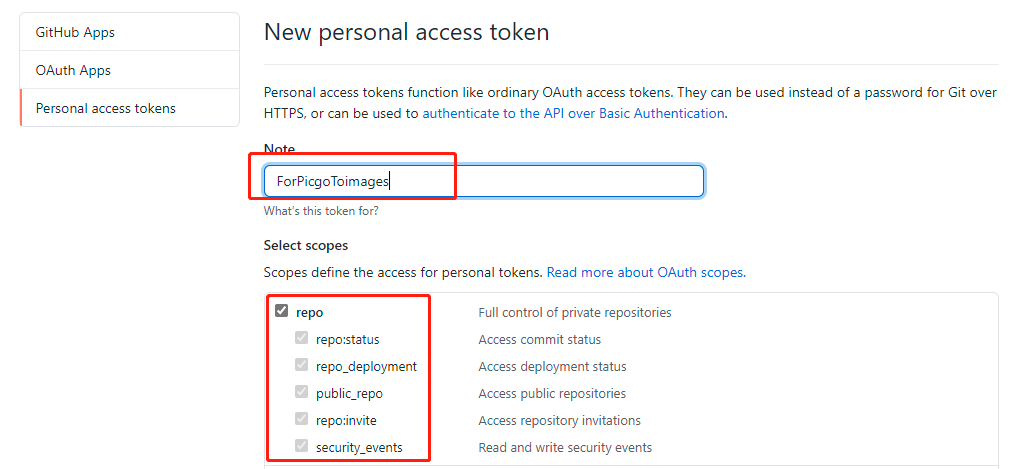 GitHub Apps
OAuth Apps
Personal access tokens
New personal access token
Personal access tokens function like ordinary OAuth access tokens. They can be used instead of a password for Git over
HTTPS, or can be used to authenticate to the API over Basic Authentication.
Note
ForPicgoToimages
What's this token for?
Select scopes
Scopes define the access for personal tokens. Read more about OAuth scopes.
repo Full control of private repositories
repo:status Access commit status
repo_deployment Access deployment status
public_repo Access public repositories
repo:invite Access repository invitations
security_events Read and write security events